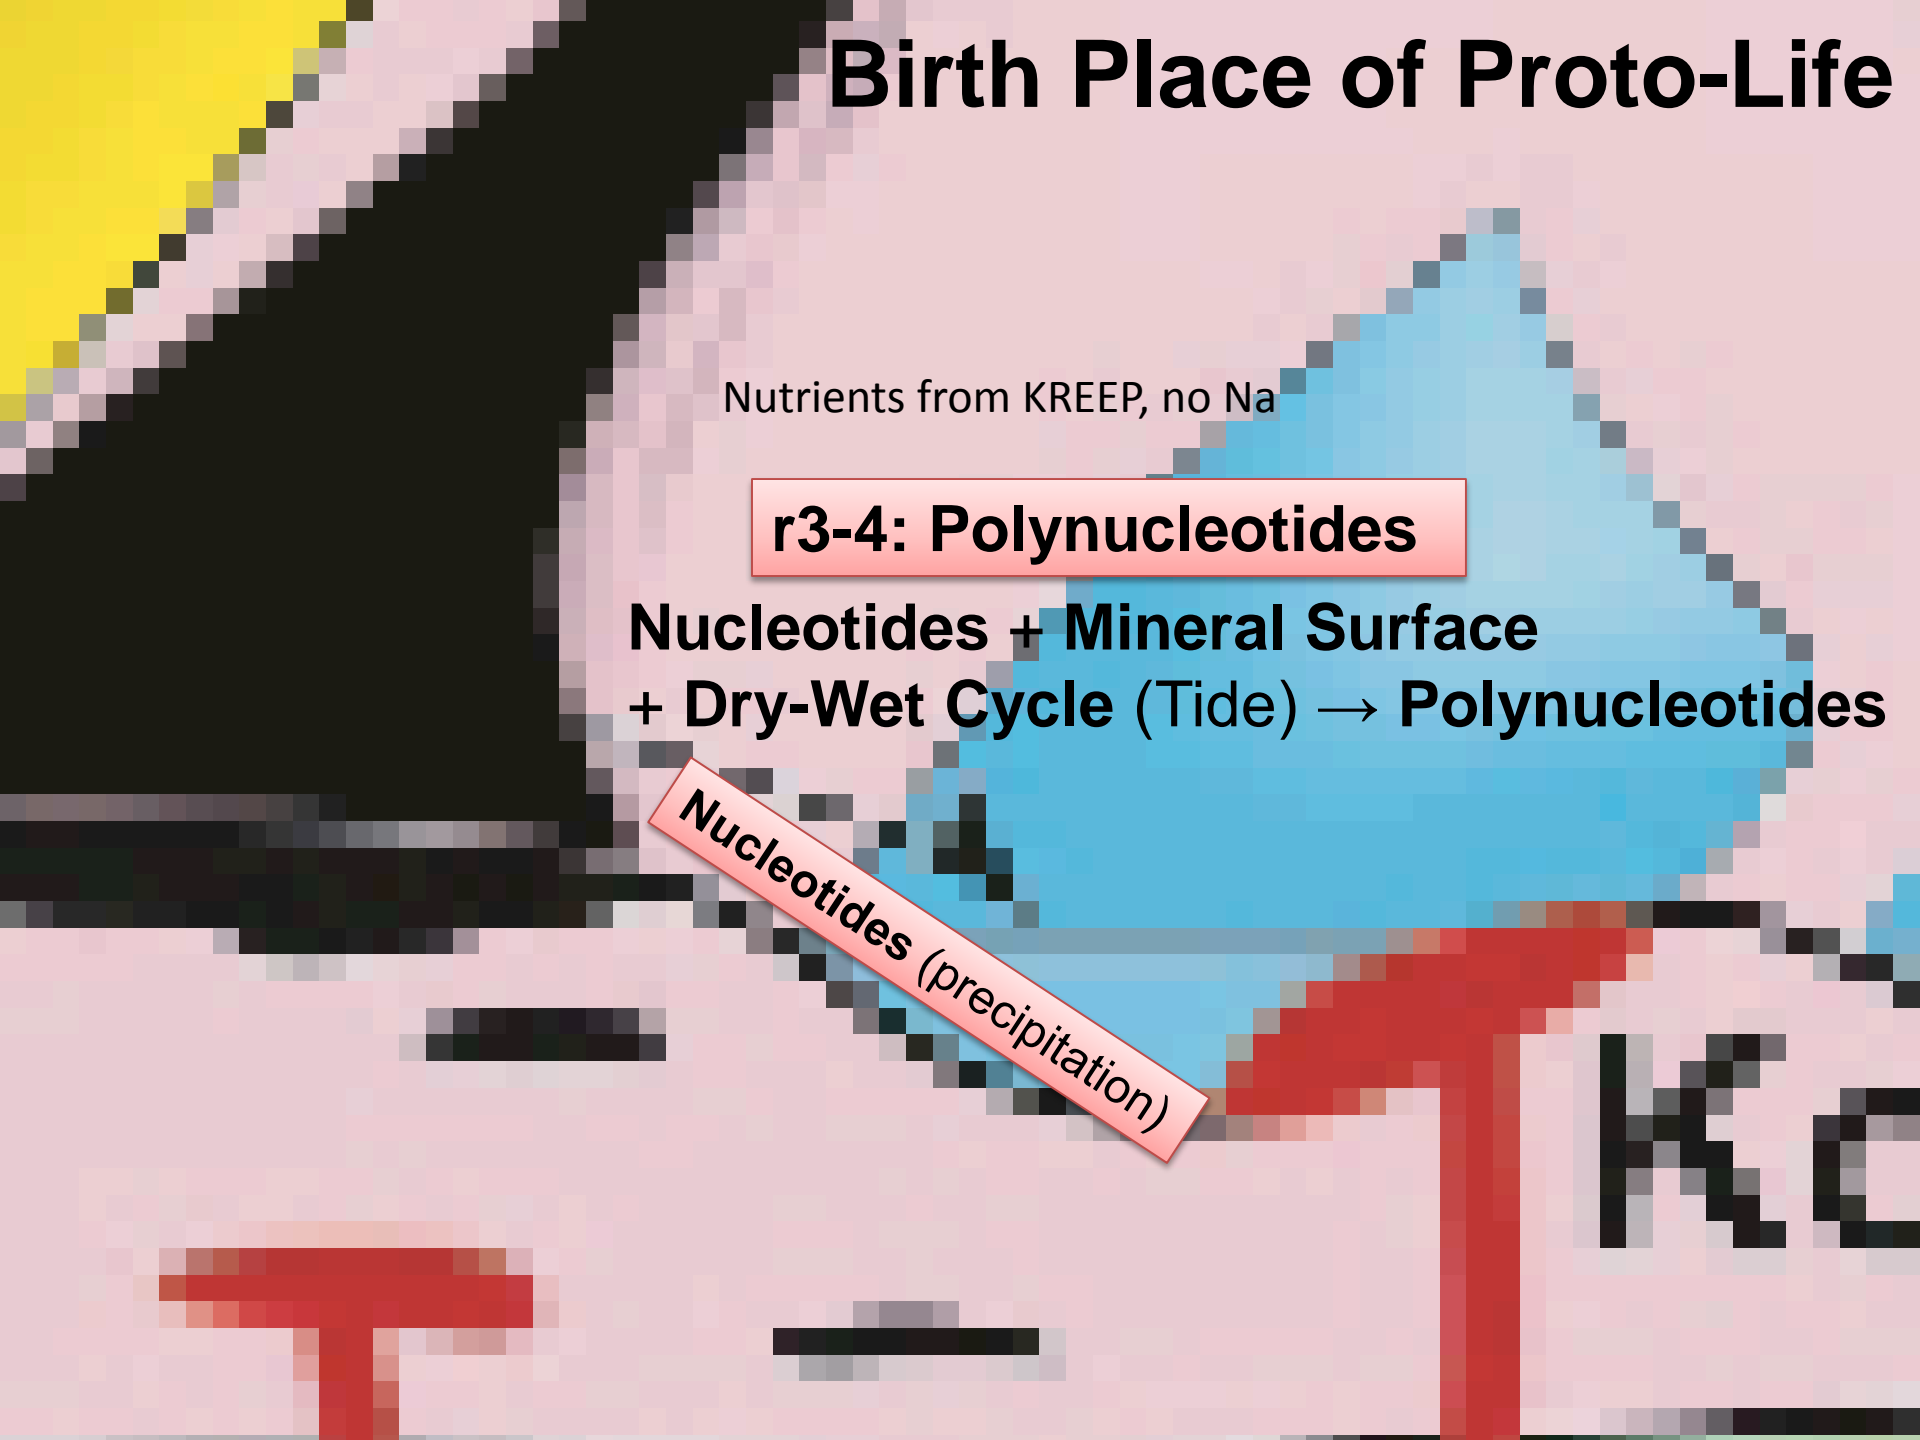 Birth Place of Proto-Life
Nutrients from KREEP, no Na
r3-4: Polynucleotides
Nucleotides + Mineral Surface
+ Dry-Wet Cycle (Tide) → Polynucleotides
Nucleotides (precipitation)